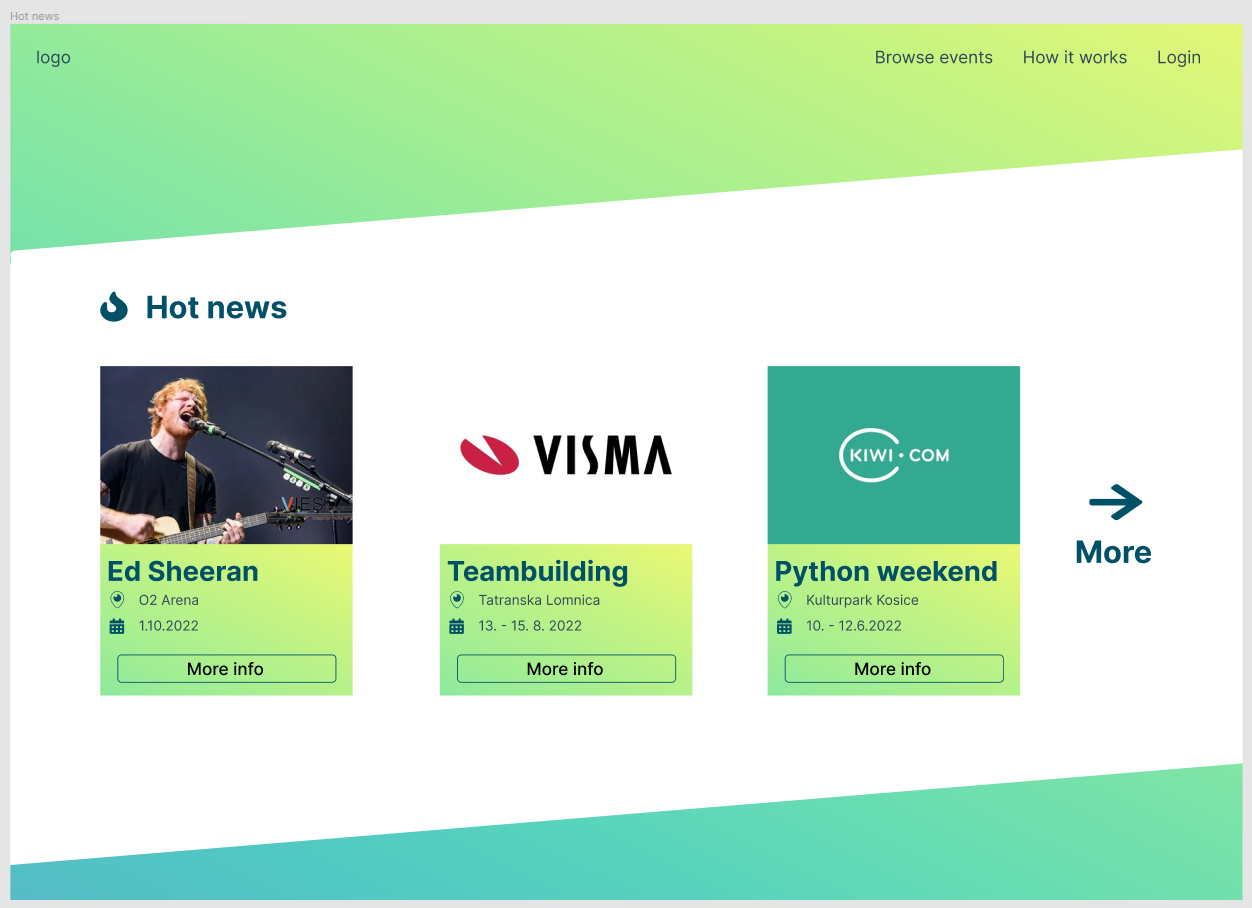 Hot news
logo
Browse events
How it works
Login
Hot news
VISMA
KIWI·COM
Ed Sheeran
O2 Arena
1.10.2022
More info
Teambuilding
Tatranska Lomnica
13. - 15. 8. 2022
More info
Python weekend
Kulturpark Kosice
10. - 12.6.2022
More info
More